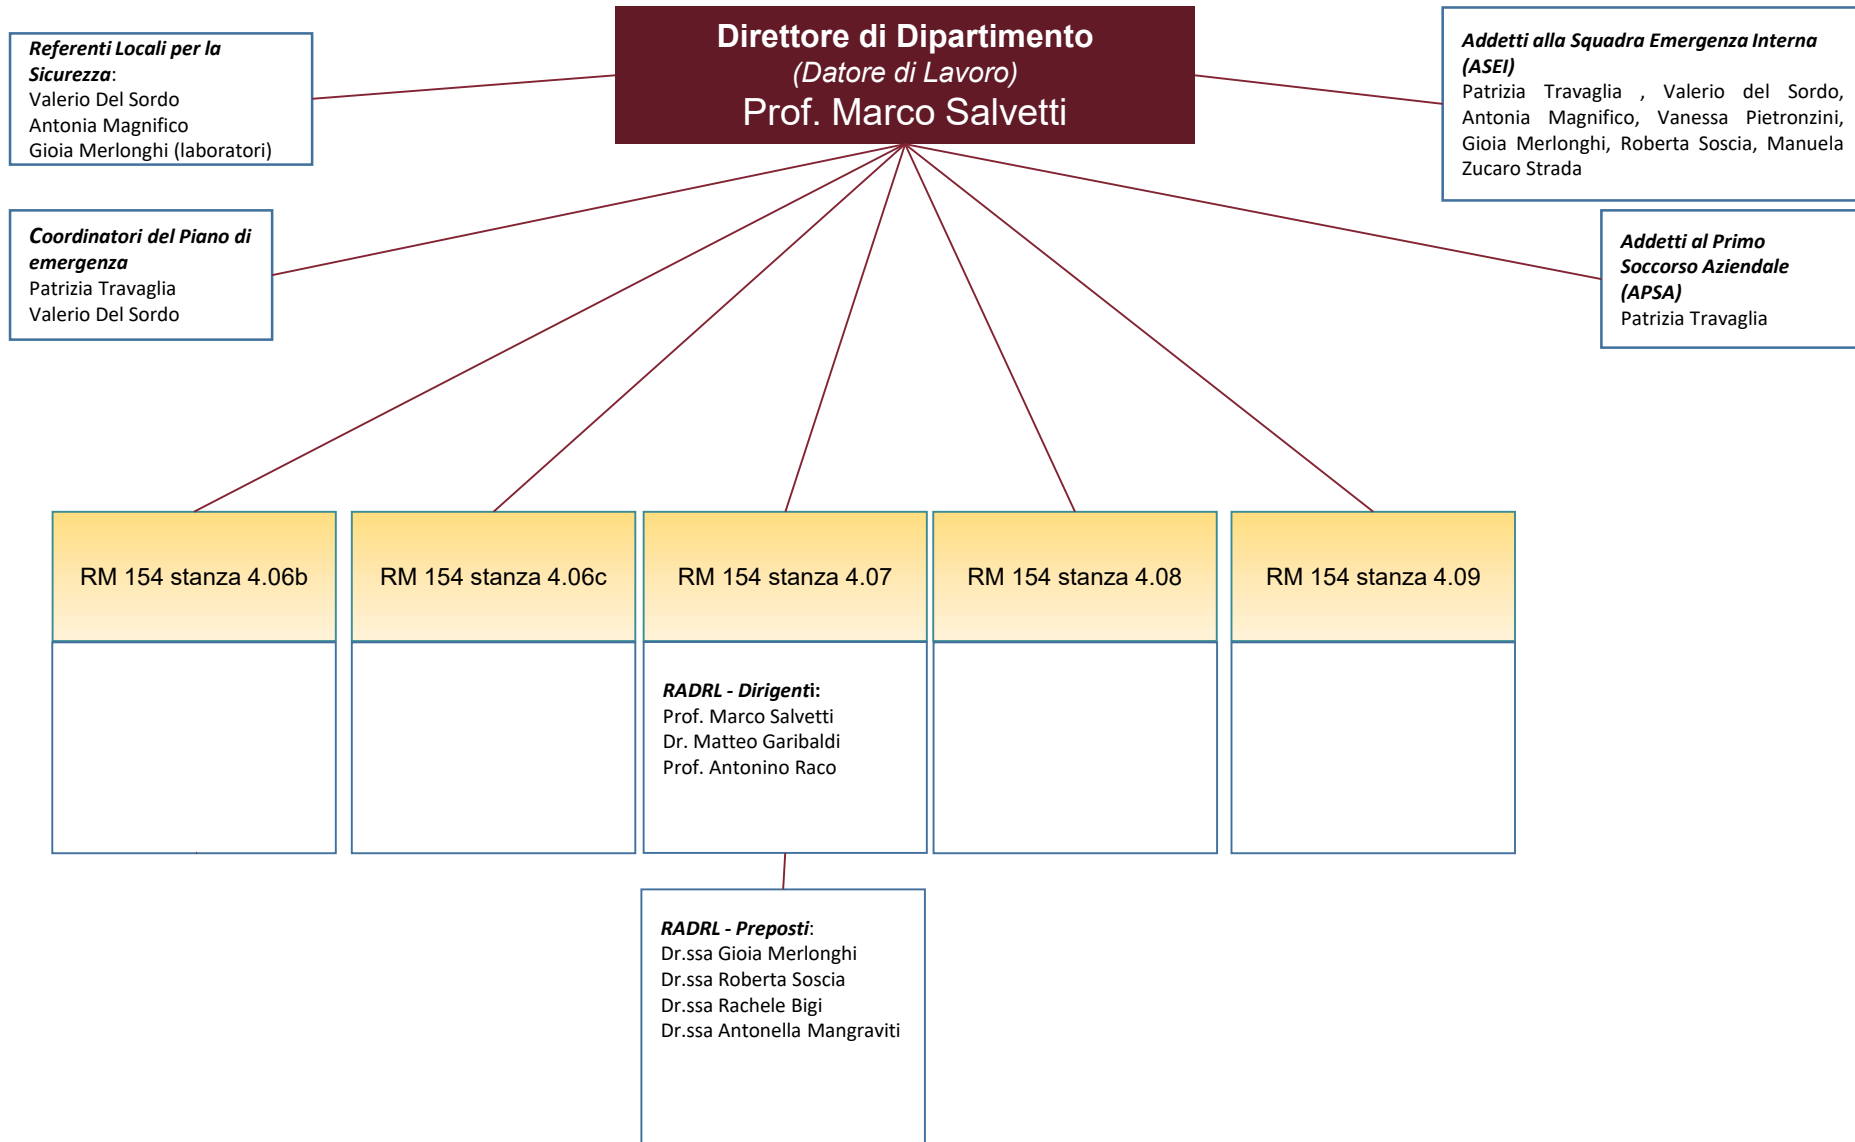 Direttore di Dipartimento
(Datore di Lavoro)
Prof. Marco Salvetti
Referenti Locali per la
Sicurezza:
Valerio Del Sordo
Antonia Magnifico
Gioia Merlonghi (laboratori)
Addetti alla Squadra Emergenza Interna
(ASEI)
Patrizia Travaglia , Valerio del Sordo,
Antonia Magnifico, Vanessa Pietronzini,
Gioia Merlonghi, Roberta Soscia, Manuela
Zucaro Strada
Coordinatori del Piano di
emergenza
Patrizia Travaglia
Valerio Del Sordo
Addetti al Primo
Soccorso Aziendale
(APSA)
Patrizia Travaglia
RM 154 stanza 4.06b
RM 154 stanza 4.06c
RM 154 stanza 4.07
RM 154 stanza 4.08
RM 154 stanza 4.09
RADRL - Dirigenti:
Prof. Marco Salvetti
Dr. Matteo Garibaldi
Prof. Antonino Raco
RADRL - Preposti:
Dr.ssa Gioia Merlonghi
Dr.ssa Roberta Soscia
Dr.ssa Rachele Bigi
Dr.ssa Antonella Mangraviti